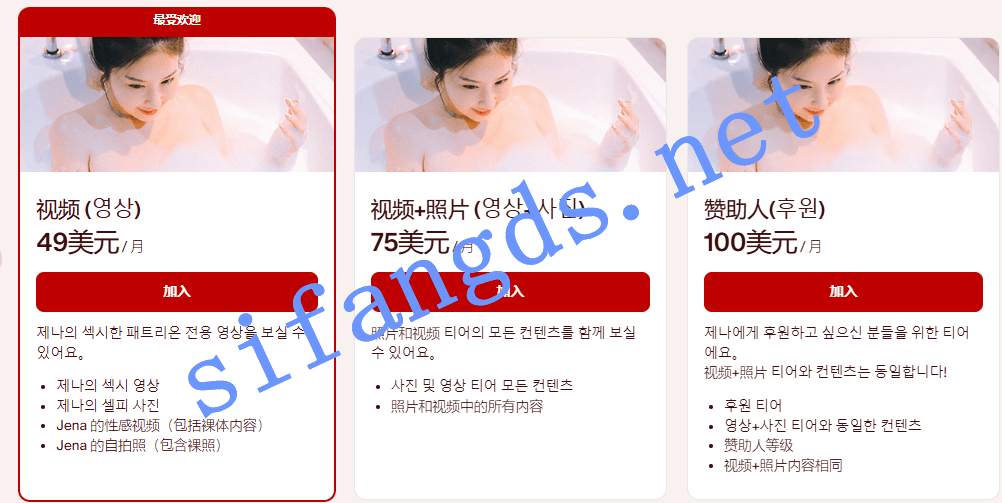 最受欢迎
视频 (영상)
49美元 / 月
加入
제나의 섹시한 패트리온 전용 영상을 보실 수
있어요。
제나의 섹시 영상
제나의 셀피 사진
Jena 的性感视频（包括裸体内容）
Jena 的自拍照（包含裸照）
视频+照片 (영상+사진)
75美元 / 月
加入
照片和视频 티어의 모든 컨텐츠를 함께 보실
수 있어요。
사진 및 영상 티어 모든 컨텐츠
照片和视频中的所有内容
赞助人(후원)
100美元 / 月
加入
제나에게 후원하고 싶으신 분들을 위한 티어
에요。
视频+照片 티어와 컨텐츠는 동일합니다!
후원 티어
영상+사진 티어와 동일한 컨텐츠
赞助人等级
视频+照片内容相同
sifangds.net